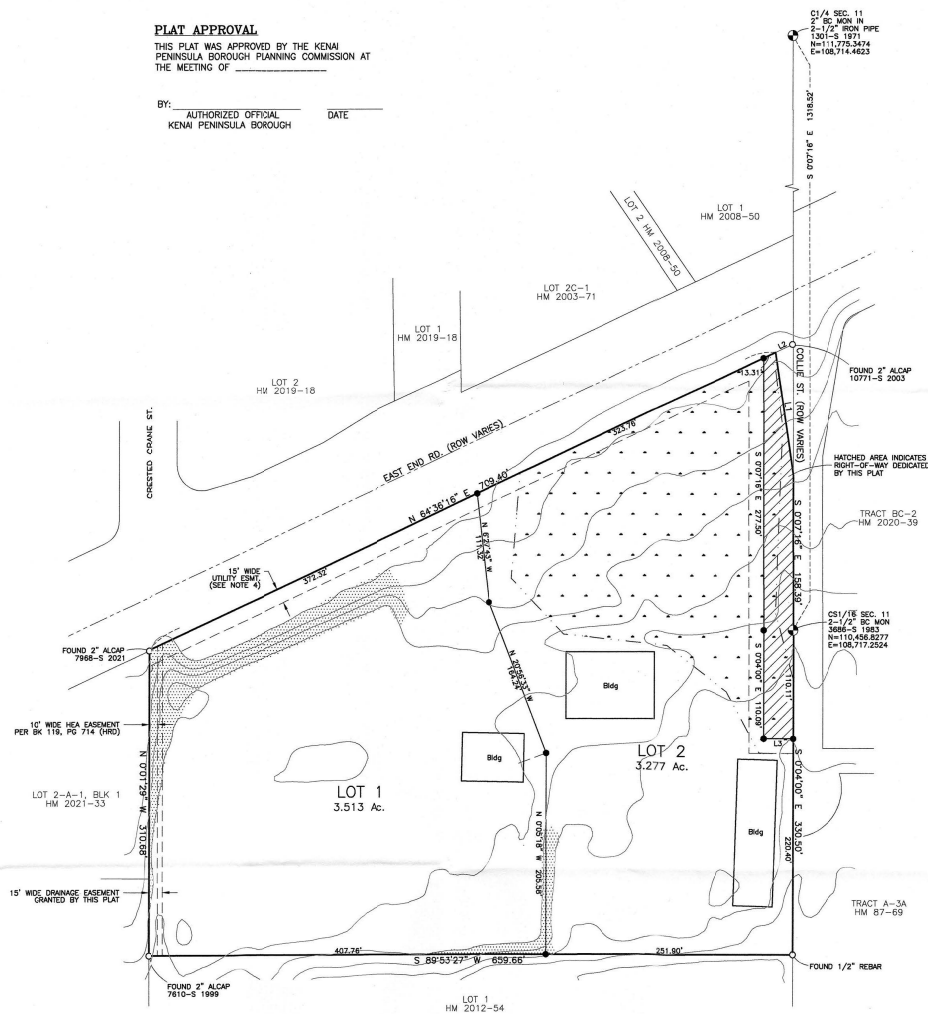 PLAT APPROVAL
THIS PLAT WAS APPROVED BY THE KENAI
PENINSULA BOROUGH PLANNING COMMISSION AT
THE MEETING OF _______________
BY:
AUTHORIZED OFFICIAL DATE
KENAI PENINSULA BOROUGH
C1/4 SEC. 11
2" BC MON IN
2-1/2" IRON PIPE
1301-S 1971
N=111,775.3474
E=108,714.4623
S 0°07'16" E 1318.52'
LOT 1
HM 2008-50
LOT 2 HM 2008-50
LOT 2C-1
HM 2003-71
LOT 1
HM 2019-18
LOT 2
HM 2019-18
CRESTED CRANE ST.
EAST END RD. (ROW VARIES)
L2
COLLIE ST. (ROW VARIES)
FOUND 2" ALCAP
10771-S 2003
13.31'
L1
323.76'
N 64°36'16" E 709.40'
372.32'
HATCHED AREA INDICATES
RIGHT-OF-WAY DEDICATED
BY THIS PLAT
S 0°07'16" E 277.50'
S 0°07'16" E 158.39'
TRACT BC-2
HM 2020-39
15' WIDE
UTILITY ESMT.
(SEE NOTE 4)
N 6°27'43" W
111.32'
CS1/16 SEC. 11
2-1/2" BC MON
3686-S 1983
N=110,456.8277
E=108,717.2524
FOUND 2" ALCAP
7968-S 2021
N 20°56'33" W
164.24'
S 0°04'00" E 110.09'
110.11'
Bldg
10' WIDE HEA EASEMENT
PER BK 119, PG 714 (HRD)
L3
LOT 2
3.277 Ac.
Bldg
N 0°01'29" W 310.68'
LOT 2-A-1, BLK 1
HM 2021-33
LOT 1
3.513 Ac.
S 0°04'00" E 330.50'
220.40'
Bldg
N 0°05'18" W 205.58'
15' WIDE DRAINAGE EASEMENT
GRANTED BY THIS PLAT
TRACT A-3A
HM 87-69
407.76'
S 89°53'27" W 659.66'
251.90'
FOUND 1/2" REBAR
FOUND 2" ALCAP
7610-S 1999
LOT 1
HM 2012-54